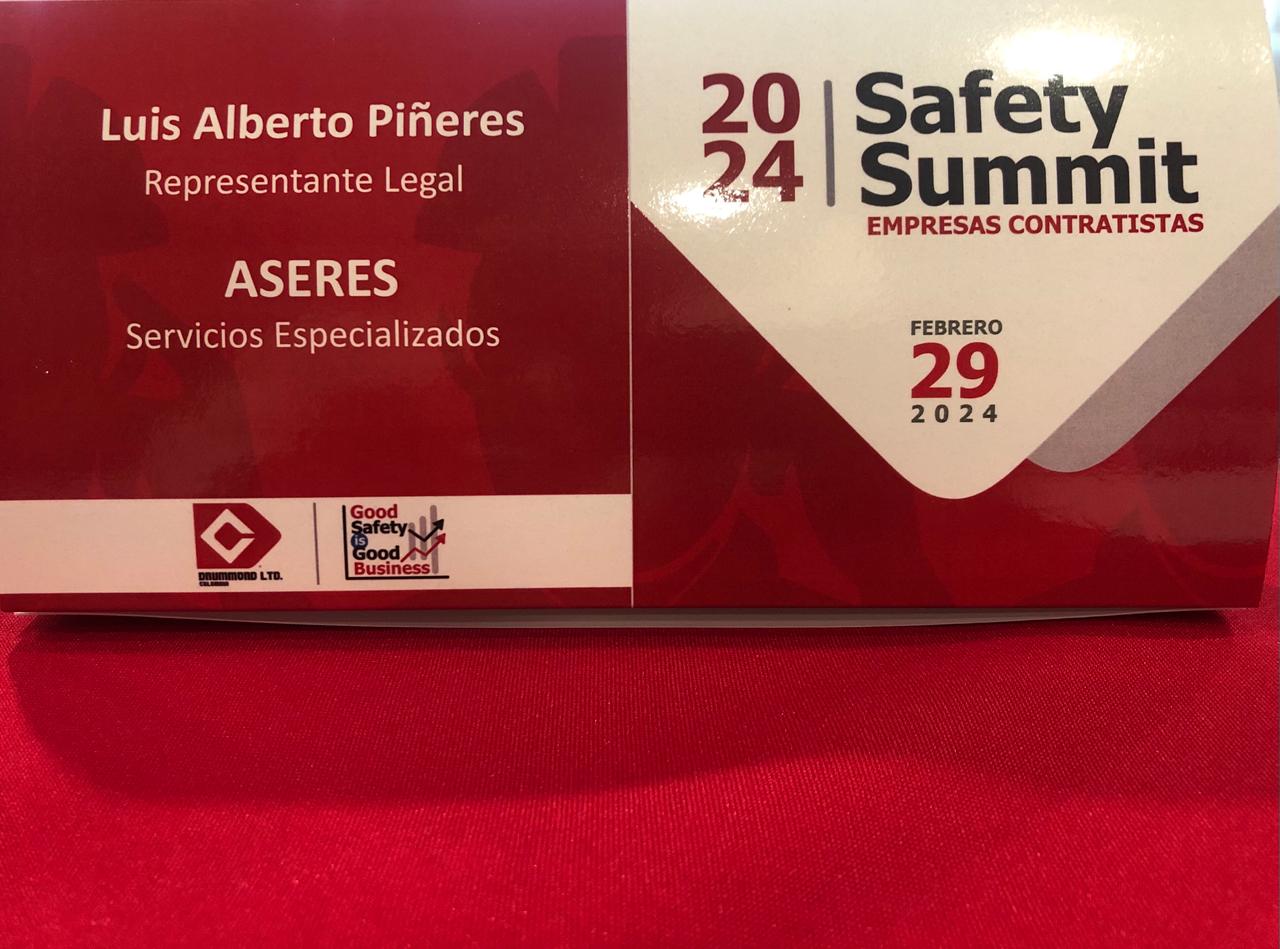 Luis Alberto Piñeres
Representante Legal
ASERES
Servicios Especializados
DRUMMOND LTD.
COLOMBIA
Good
Safety
is
Good
Business
20
24
Safety
Summit
EMPRESAS CONTRATISTAS
FEBRERO
29
2024